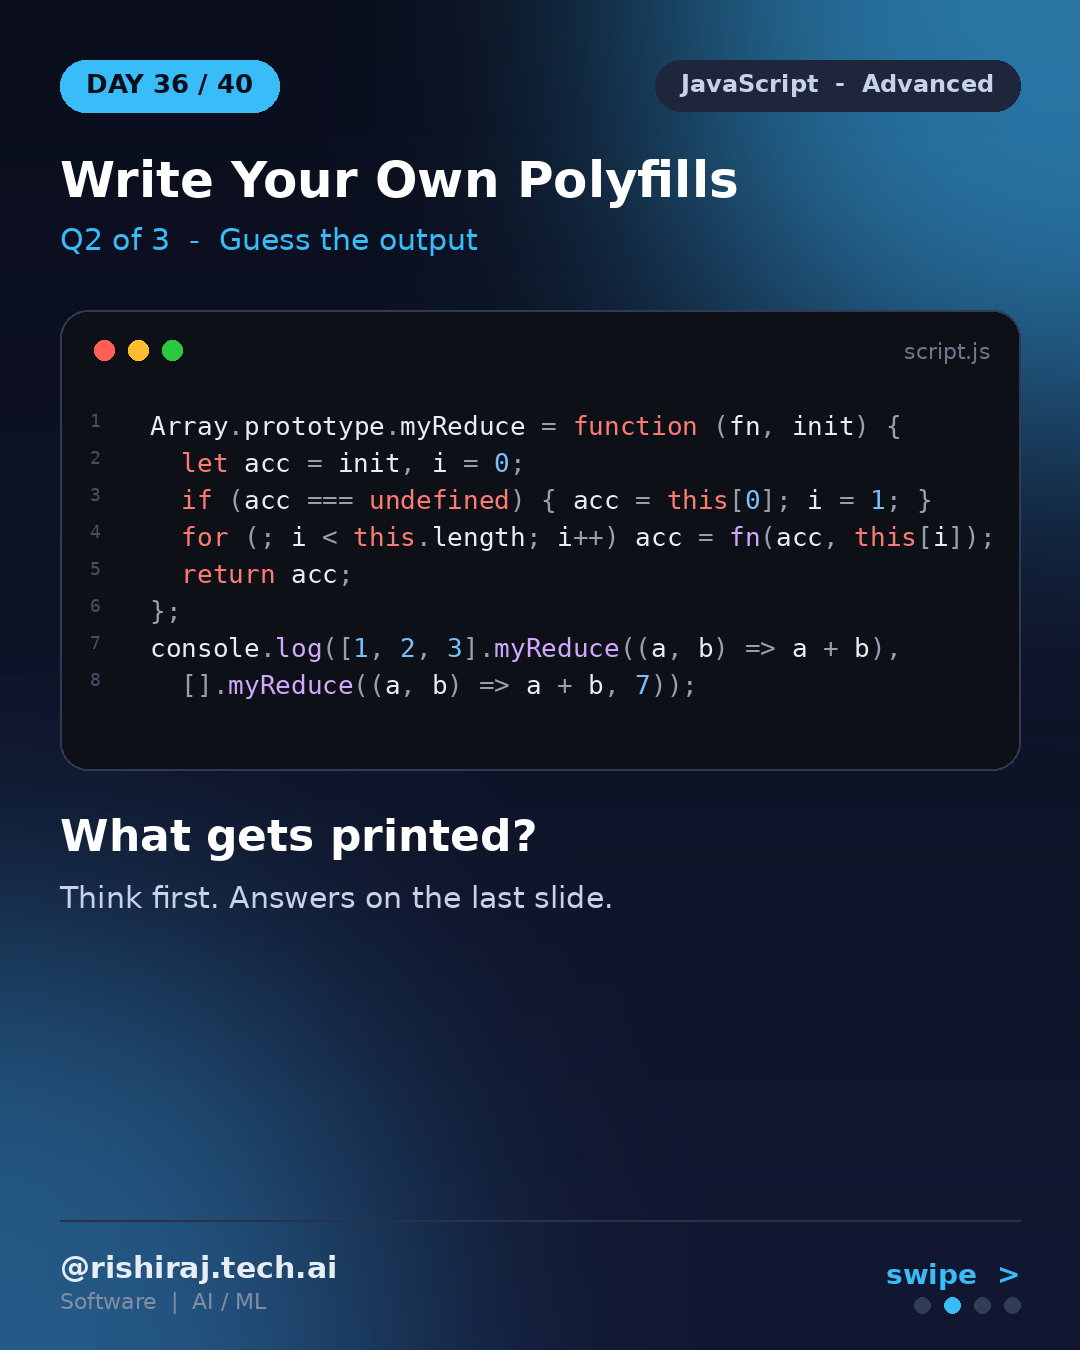 DAY 36 / 40
JavaScript - Advanced
Write Your Own Polyfills
Q2 of 3 - Guess the output
script.js
1 Array.prototype.myReduce = function (fn, init) {
2   let acc = init, i = 0;
3   if (acc === undefined) { acc = this[0]; i = 1; }
4   for (; i < this.length; i++) acc = fn(acc, this[i]);
5   return acc;
6 };
7 console.log([1, 2, 3].myReduce((a, b) => a + b),
8   [].myReduce((a, b) => a + b, 7));
What gets printed?
Think first. Answers on the last slide.
@rishiraj.tech.ai
Software | AI / ML
swipe >